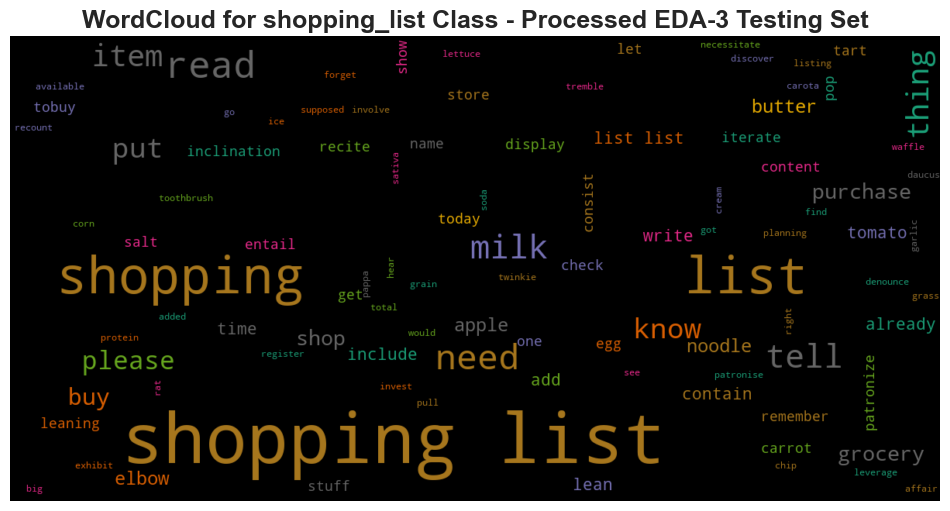 WordCloud for shopping_list Class - Processed EDA-3 Testing Set
item
read
show
lettuce
let
necessitate
discover
tart
listing
thing
available
tobuy
recount
go
forget
ice
supposed
involve
store
tremble
carota
butter
pop
put
inclination
recite
name
display
list list
iterate
content
waffle
daucus
sativa
toothbrush
soda
consist
cream
purchase
find
corn
today
write
got
planning
tomato
garlic
salt
entail
milk
check
shopping
list
hear
pappa
get
grain
twinkie
total
denounce
grass
added
time
shop
would
apple
one
know
right
already
protein
register
include
egg
noodle
please
need
tell
see
patronise
rat
buy
invest
add
contain
patronize
pull
remember
leaning
shopping list
carrot
grocery
exhibit
elbow
chip
leverage
big
stuff
lean
affair